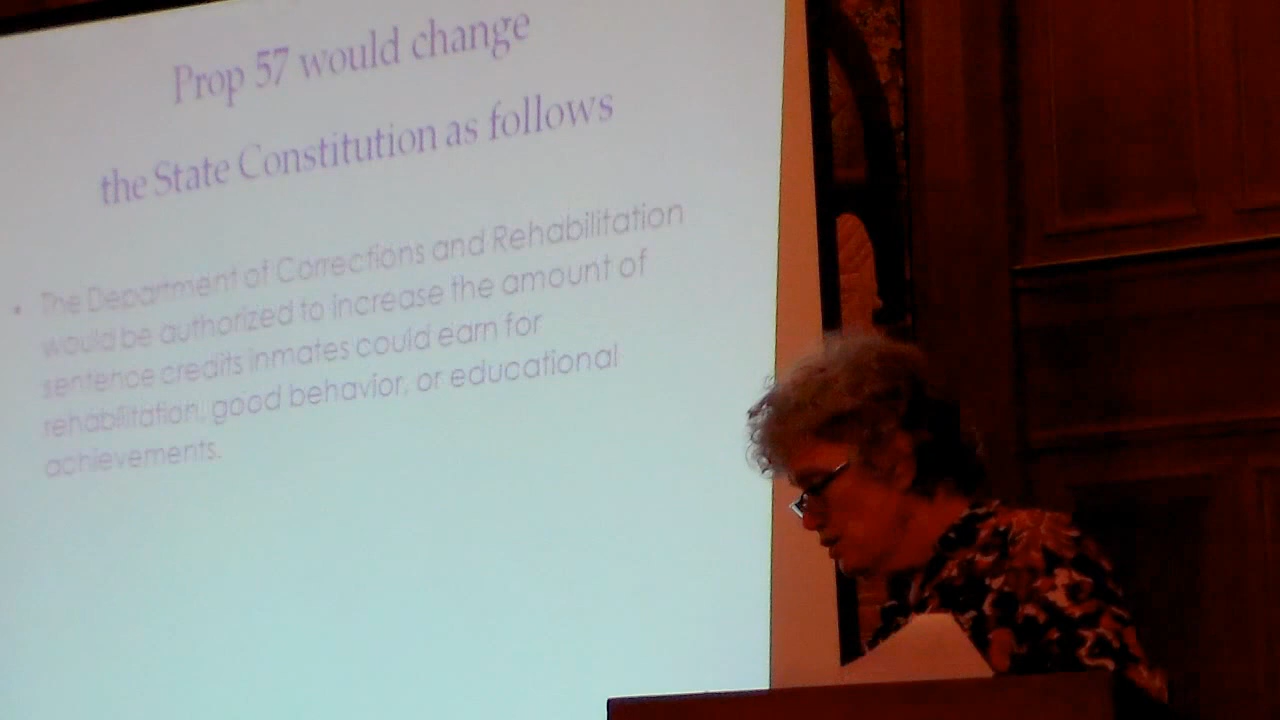 Prop 57 would change
the State Constitution as follows
• The Department of Corrections and Rehabilitation
would be authorized to increase the amount of
sentence credits inmates could earn for
rehabilitation, good behavior, or educational
achievements.